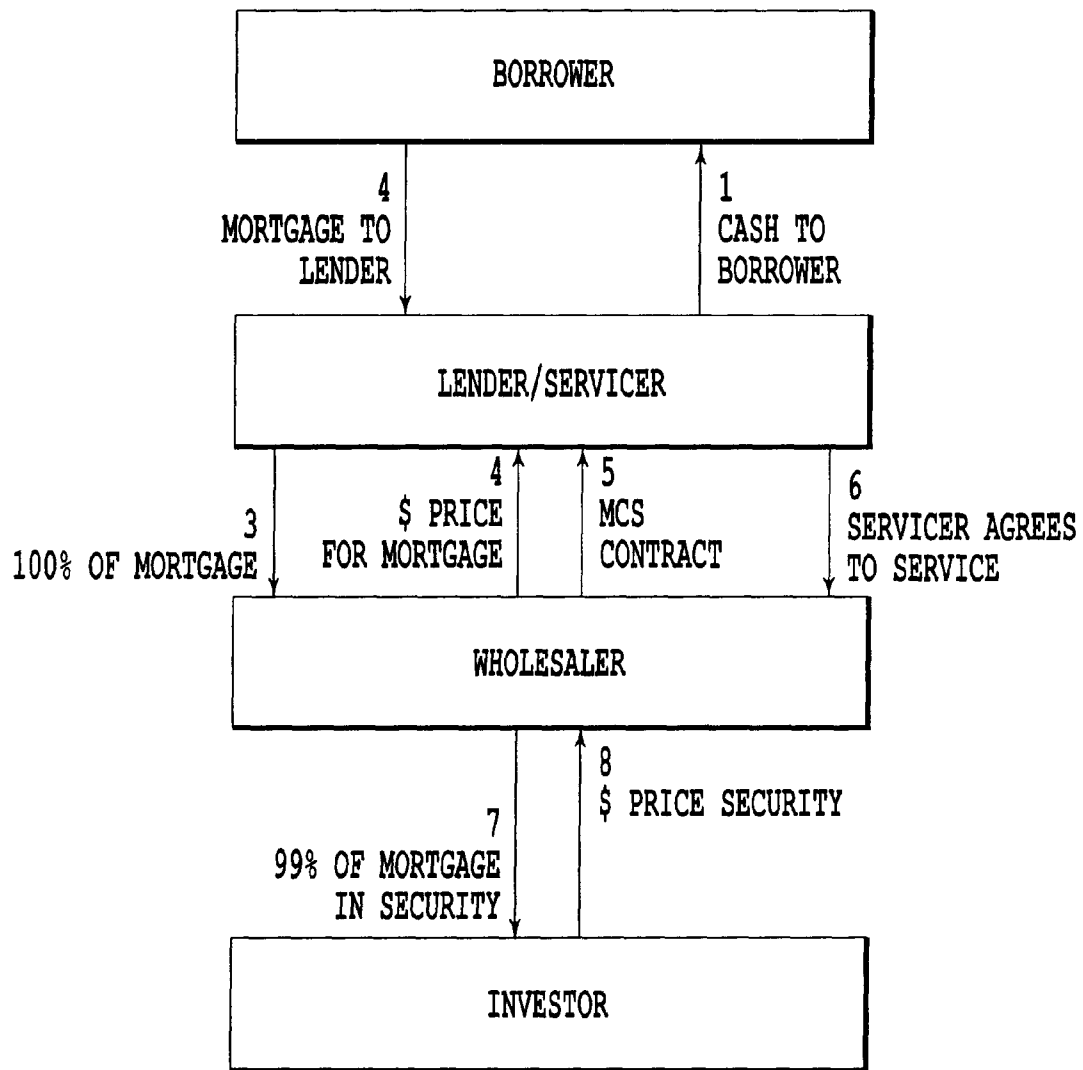 BORROWER
4
MORTGAGE TO
LENDER
1
CASH TO
BORROWER
LENDER/SERVICER
3
100% OF MORTGAGE
4
$ PRICE
FOR MORTGAGE
5
MCS
CONTRACT
6
SERVICER AGREES
TO SERVICE
WHOLESALER
7
99% OF MORTGAGE
IN SECURITY
8
$ PRICE SECURITY
INVESTOR